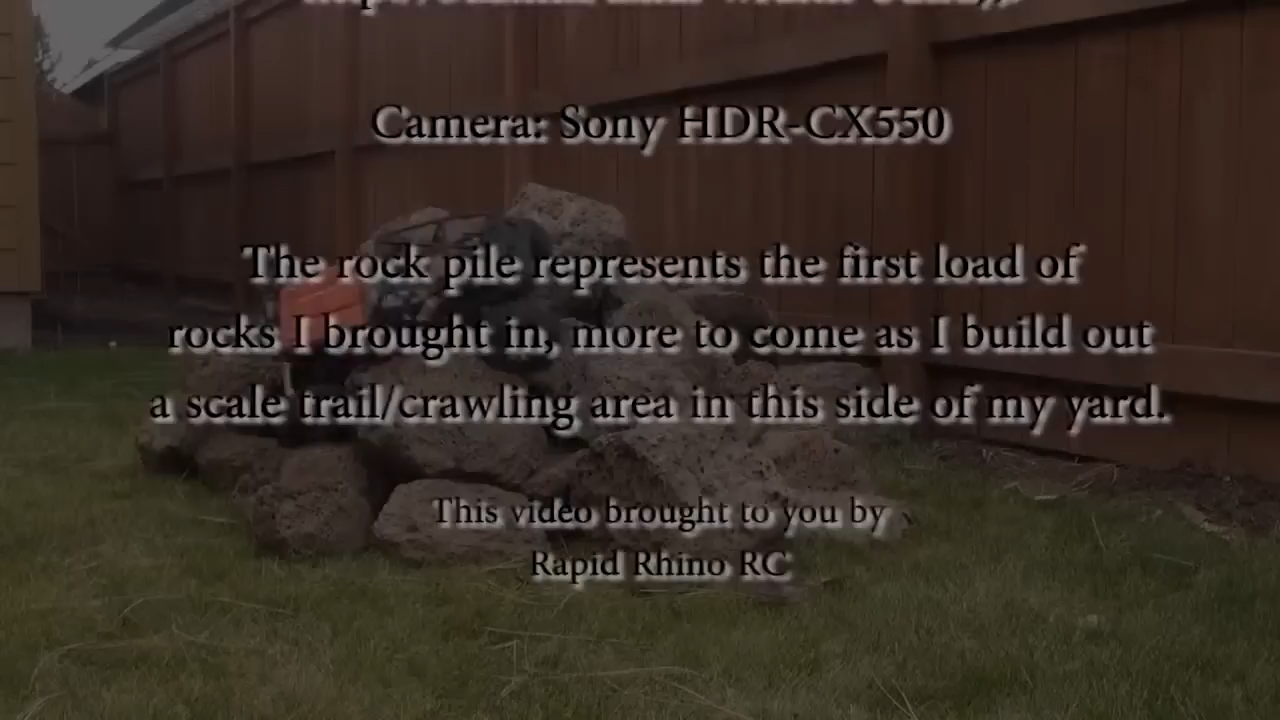 Camera: Sony HDR-CX550
The rock pile represents the first load of
rocks I brought in, more to come as I build out
a scale trail/crawling area in this side of my yard.
This video brought to you by
Rapid Rhino RC